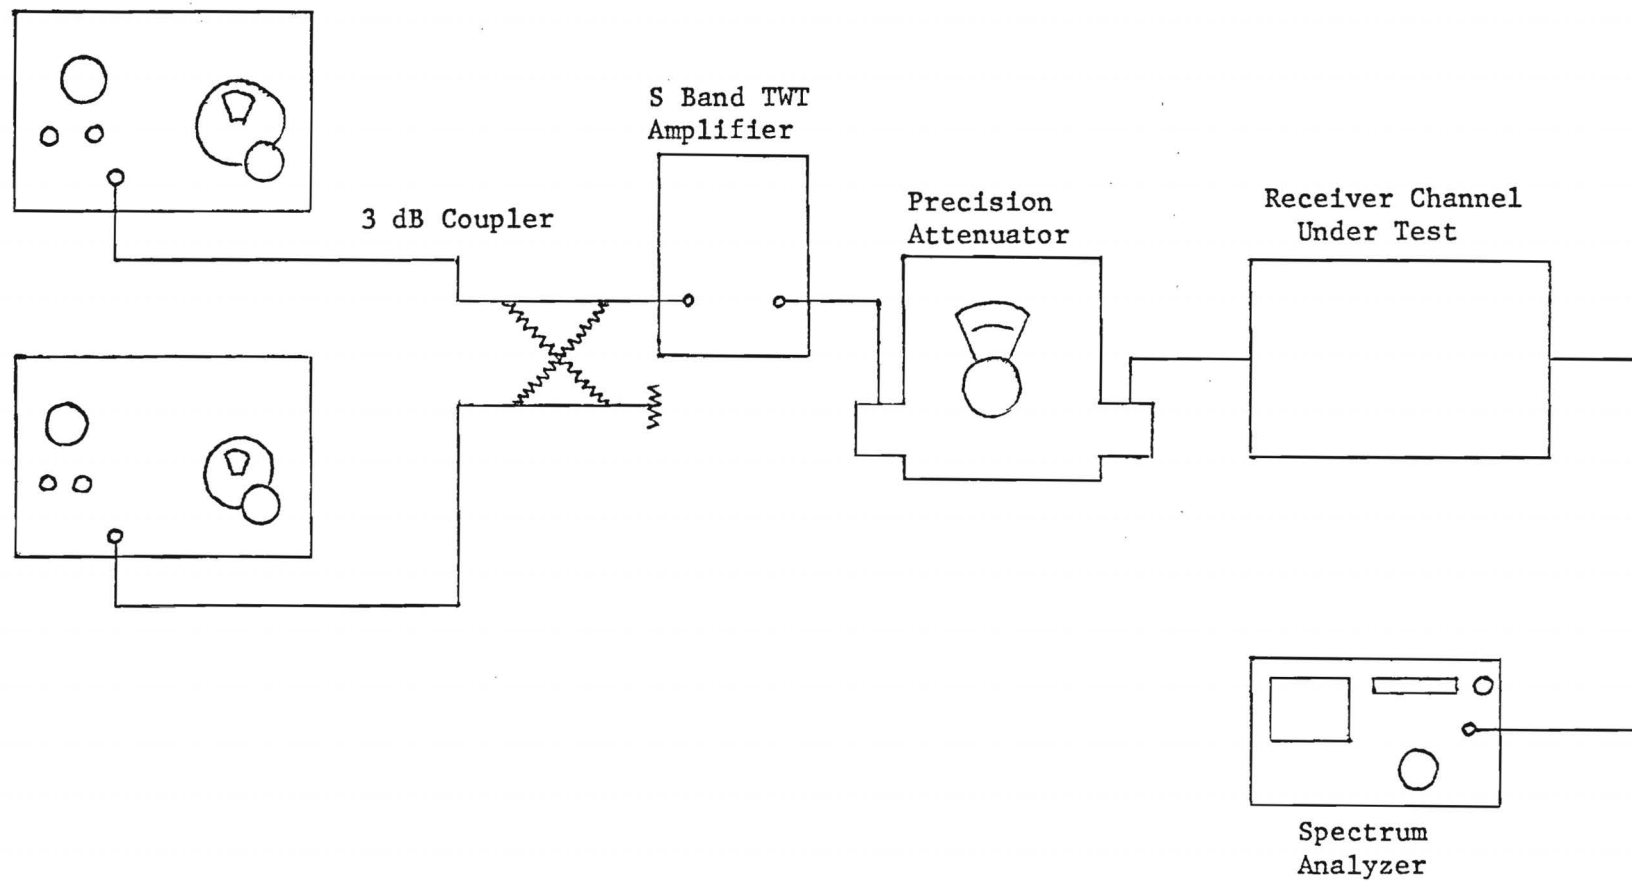 S Band TWT
Amplifier
3 dB Coupler
Precision
Attenuator
Receiver Channel
Under Test
Spectrum
Analyzer